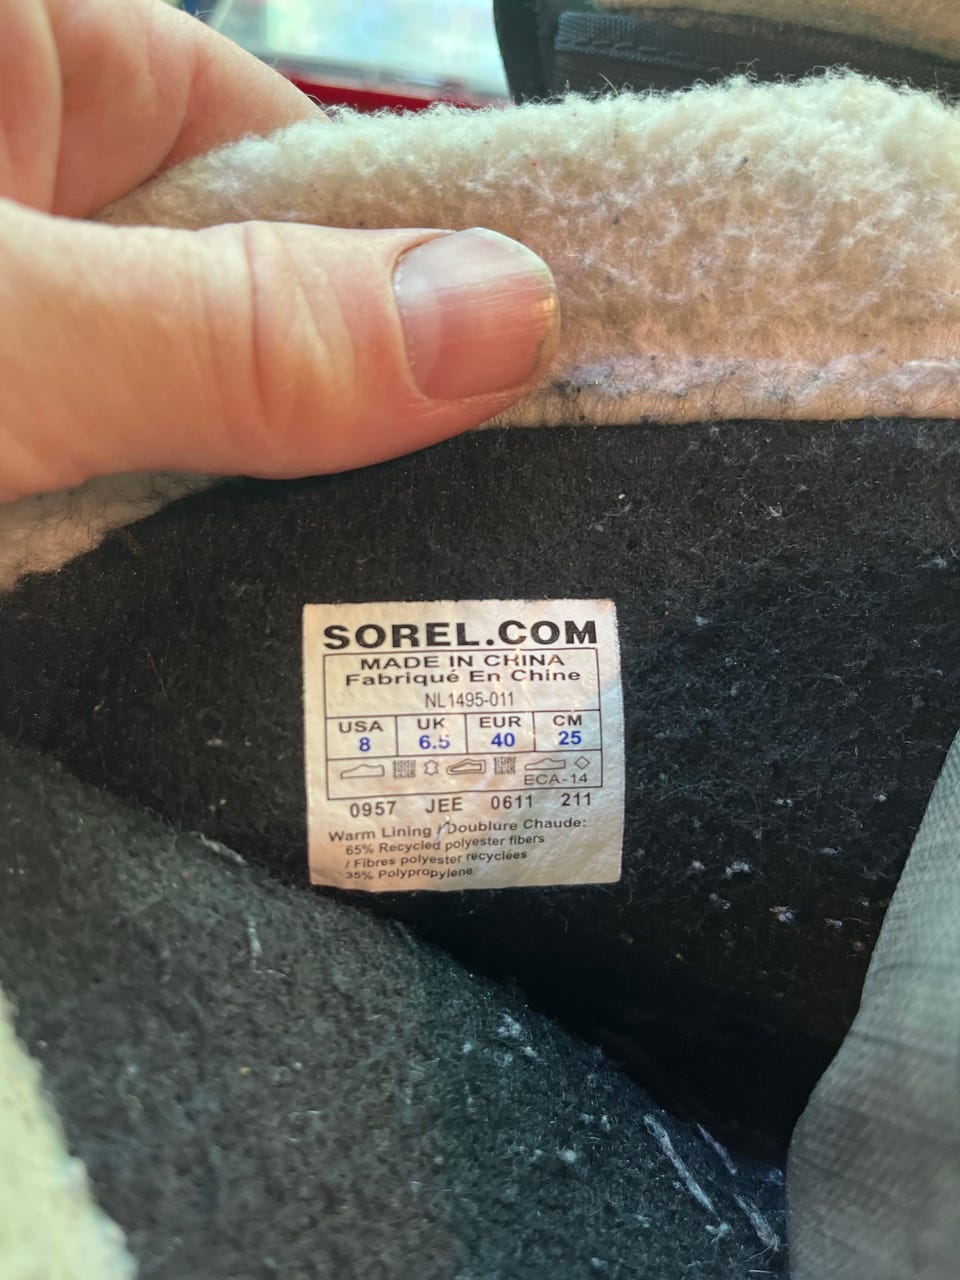 SOREL.COM
MADE IN CHINA
Fabriqué En Chine
NL1495-011
USA UK EUR CM
8 6.5 40 25
ECA-14
0957 JEE 0611 211
Warm Lining / Doublure Chaude:
65% Recycled polyester fibers
/ Fibres polyester recyclées
35% Polypropylene